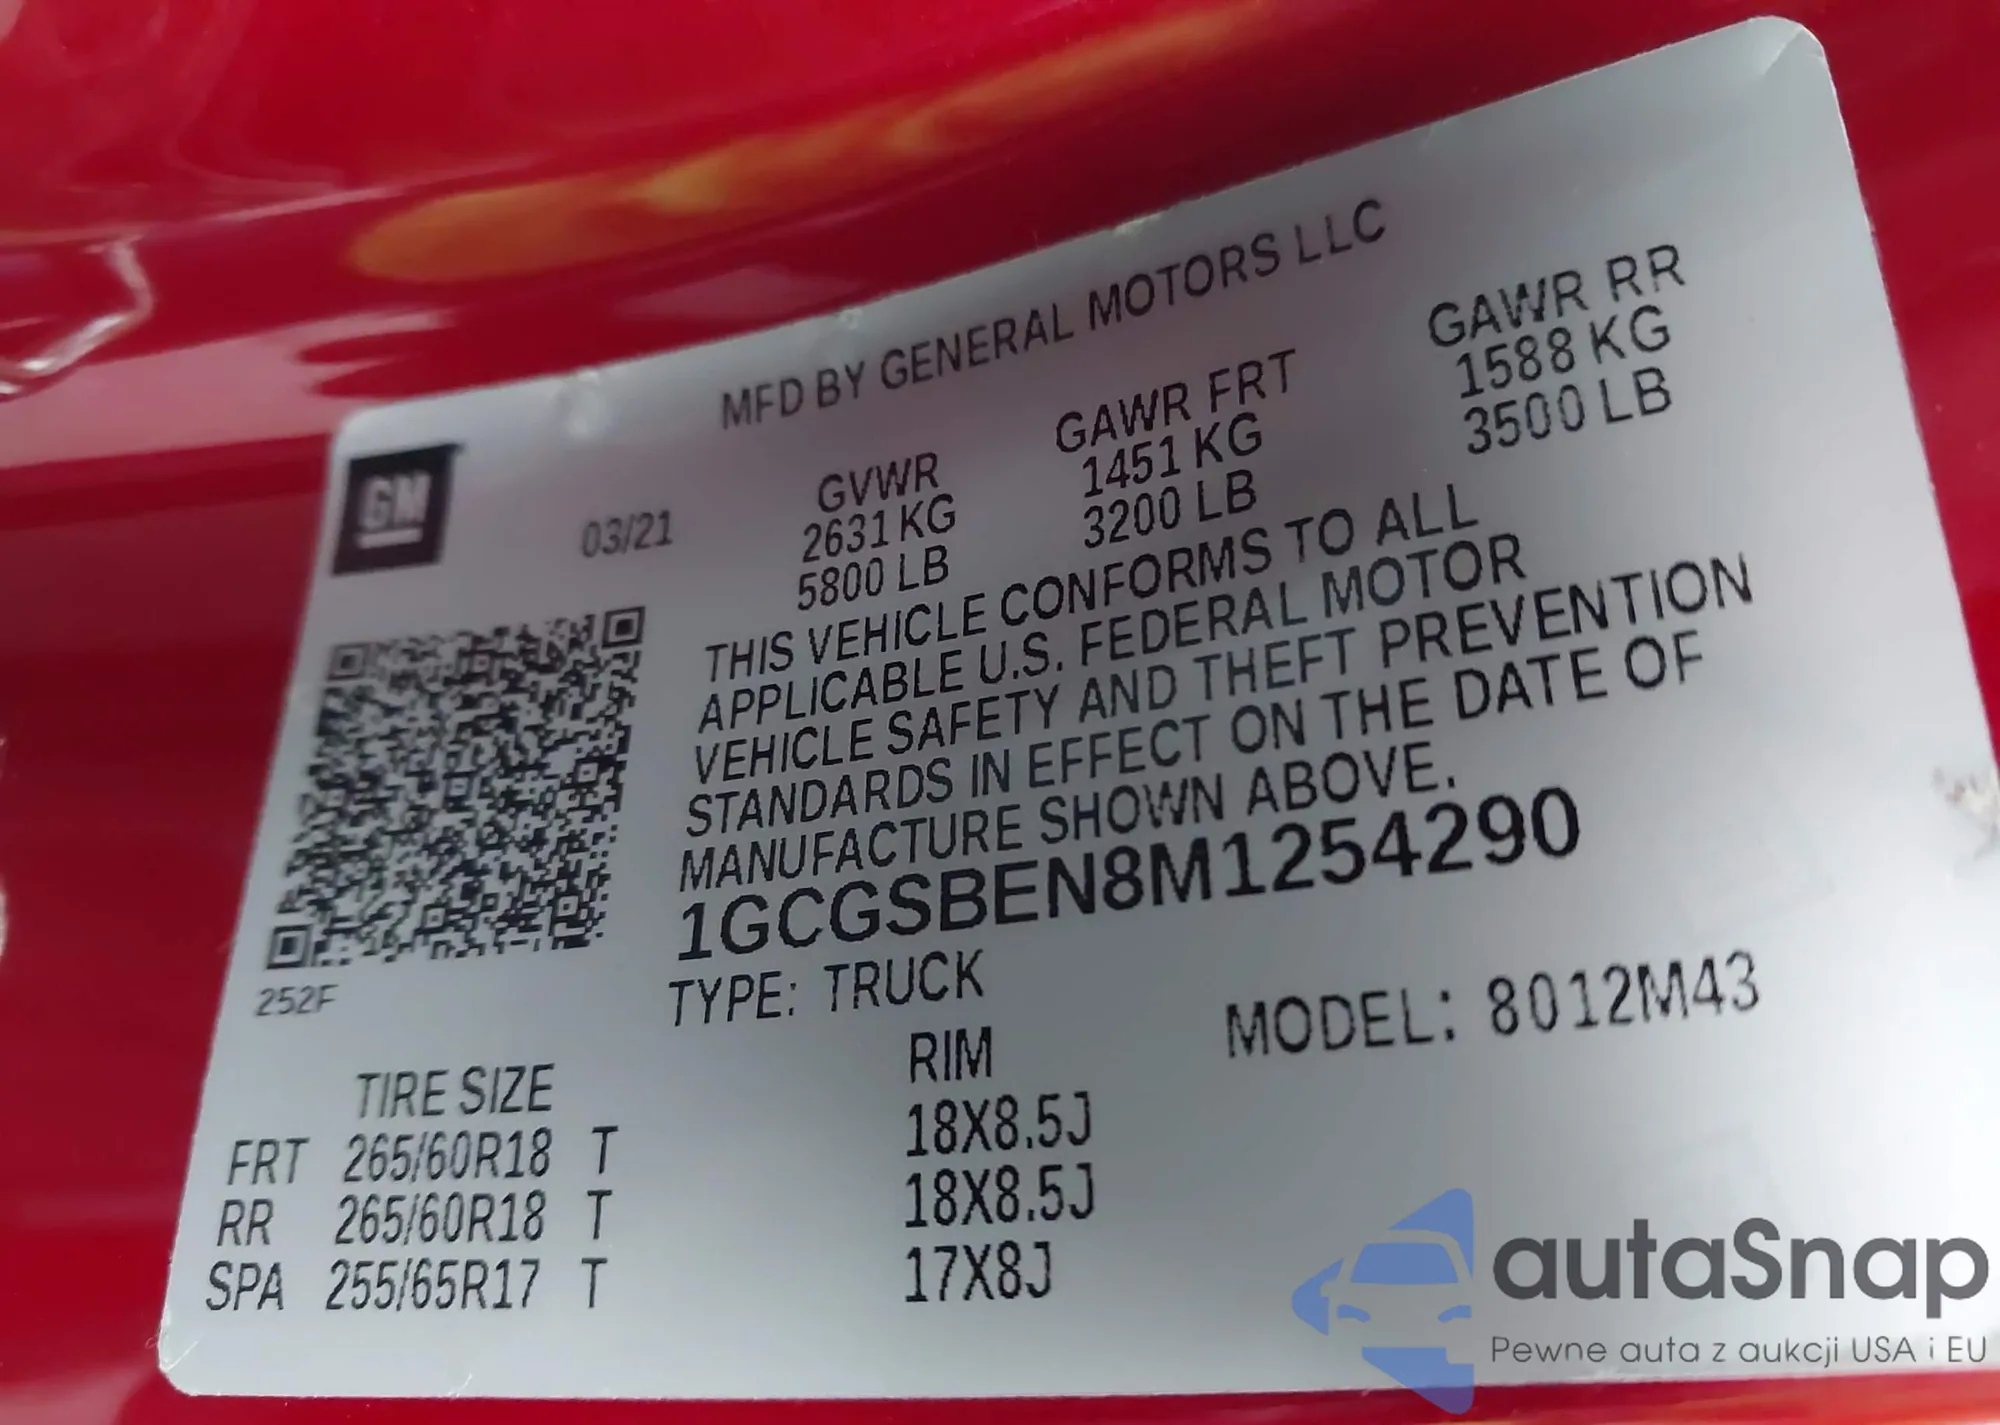 MFD BY GENERAL MOTORS LLC
GM
03/21
GVWR
2631 KG
5800 LB
GAWR FRT
1451 KG
3200 LB
GAWR RR
1588 KG
3500 LB
THIS VEHICLE CONFORMS TO ALL
APPLICABLE U.S. FEDERAL MOTOR
VEHICLE SAFETY AND THEFT PREVENTION
STANDARDS IN EFFECT ON THE DATE OF
MANUFACTURE SHOWN ABOVE.
1GCGSBEN8M1254290
252F
TYPE: TRUCK
MODEL: 8012M43
TIRE SIZE RIM
FRT 265/60R18 T 18X8.5J
RR 265/60R18 T 18X8.5J
SPA 255/65R17 T 17X8J
autaSnap
Pewne auta z aukcji USA i EU